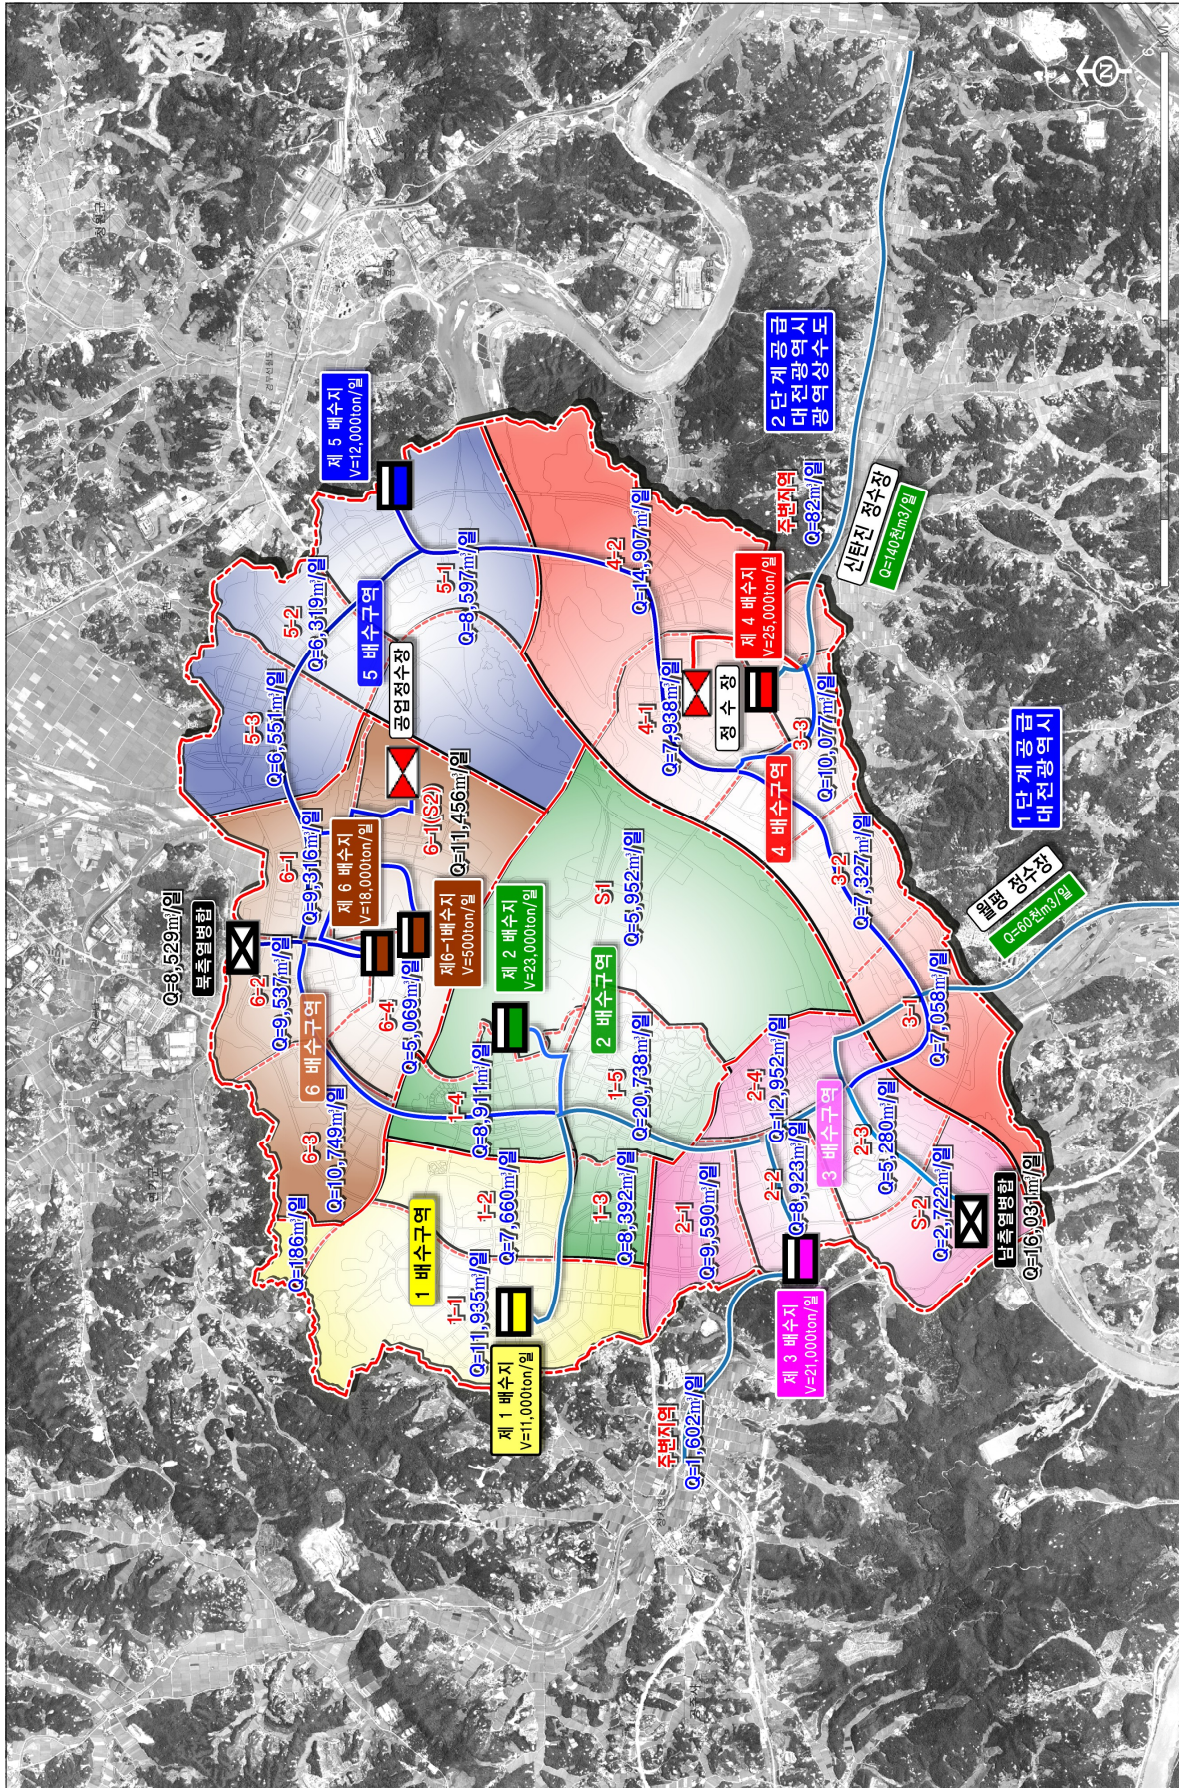 Q=8,529㎥/일
북측열병합
5-3
Q=6,551㎥/일
5-2
Q=6,319㎥/일
6-1
Q=9,316㎥/일
6-2
Q=9,537㎥/일
6 배수구역
6-3
Q=10,749㎥/일
Q=186㎥/일
제 5 배수지
V=12,000ton/일
5 배수구역
공업정수장
5-1
Q=8,597㎥/일
제 6 배수지
V=18,000ton/일
6-1(S2)
Q=11,456㎥/일
6-4
Q=5,069㎥/일
제6-1배수지
V=500ton/일
제 2 배수지
V=23,000ton/일
1 배수구역
1-4
Q=8,911㎥/일
1-2
Q=7,660㎥/일
1-1
Q=11,935㎥/일
제 1 배수지
V=11,000ton/일
S1
Q=5,952㎥/일
2 배수구역
1-5
Q=20,738㎥/일
1-3
Q=8,392㎥/일
4-2
Q=14,907㎥/일
4-1
Q=7,938㎥/일
정 수 장
제 4 배수지
V=25,000ton/일
주변지역
Q=82㎥/일
2단계공급
대전광역시
광역상수도
신탄진 정수장
Q=140천m3/일
4 배수구역
3-3
Q=10,077㎥/일
3-2
Q=7,327㎥/일
3-1
Q=7,058㎥/일
2-1
Q=9,590㎥/일
2-4
Q=12,952㎥/일
2-2
Q=8,923㎥/일
3 배수구역
2-3
Q=5,280㎥/일
S-2
Q=2,722㎥/일
주변지역
Q=1,602㎥/일
제 3 배수지
V=21,000ton/일
남측열병합
Q=16,031㎥/일
월평 정수장
Q=60천m3/일
1단계공급
대전광역시
N